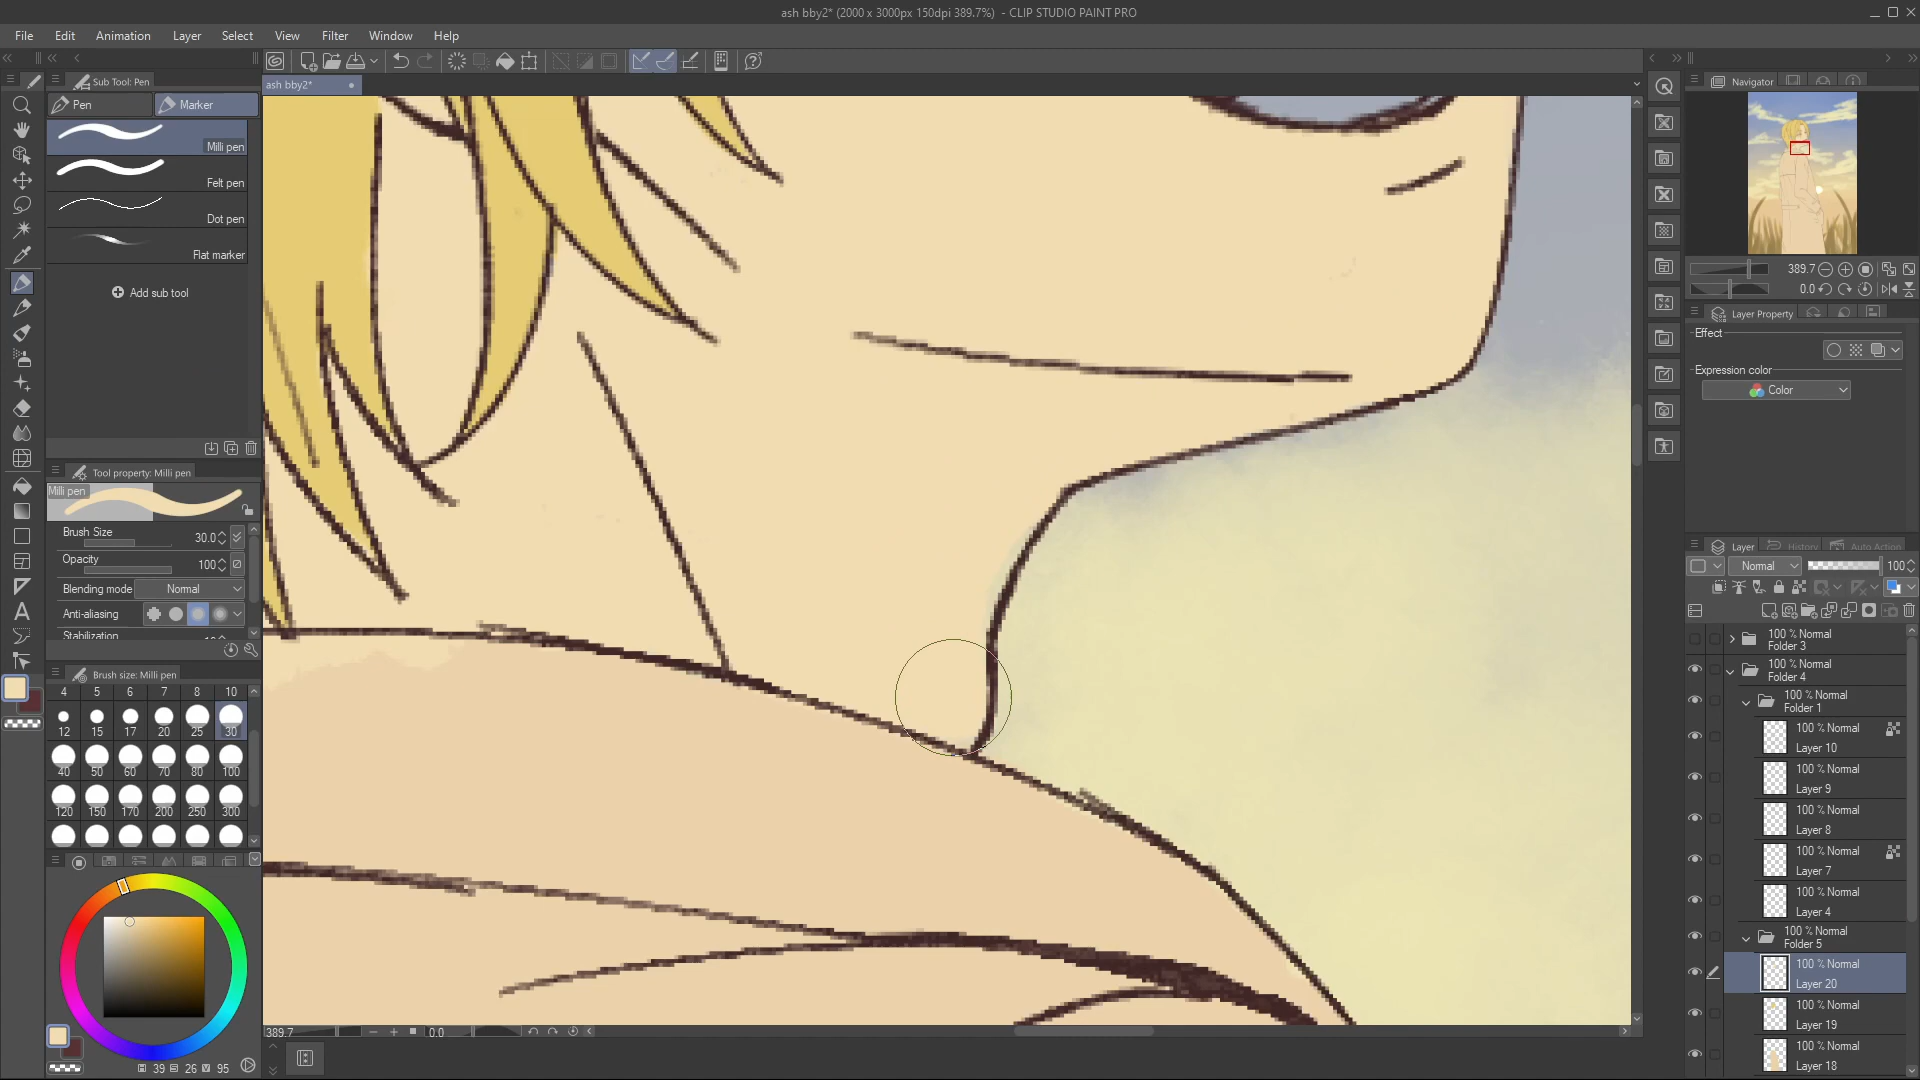 ash bby2* (2000 x 3000px 150dpi 389.7%)  - CLIP STUDIO PAINT PRO
File Edit Animation Layer Select View Filter Window Help
Sub Tool: Pen
ash bby2*
Navigator
Pen Marker
Milli pen
Felt pen
Dot pen
Flat marker
Add sub tool
389.7
0.0
Layer Property
Effect
Expression color
Color
Tool property: Milli pen
Milli pen
Brush Size 30.0
Opacity 100
Blending mode Normal
Anti-aliasing
Stabilization
Layer History Auto Action
Normal 100
100 % Normal
Folder 3
100 % Normal
Folder 4
100 % Normal
Folder 1
100 % Normal
Layer 10
100 % Normal
Layer 9
100 % Normal
Layer 8
100 % Normal
Layer 7
100 % Normal
Layer 4
100 % Normal
Folder 5
100 % Normal
Layer 20
100 % Normal
Layer 19
100 % Normal
Layer 18
Brush size: Milli pen
4 5 6 7 8 10
12 15 17 20 25 30
40 50 60 70 80 100
120 150 170 200 250 300
389.7 0.0
H 39 S 26 V 95